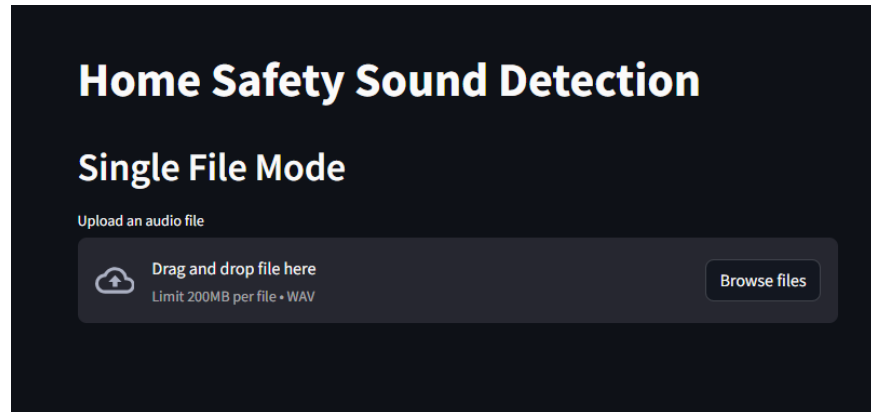 Home Safety Sound Detection
Single File Mode
Upload an audio file
Drag and drop file here
Limit 200MB per file • WAV
Browse files